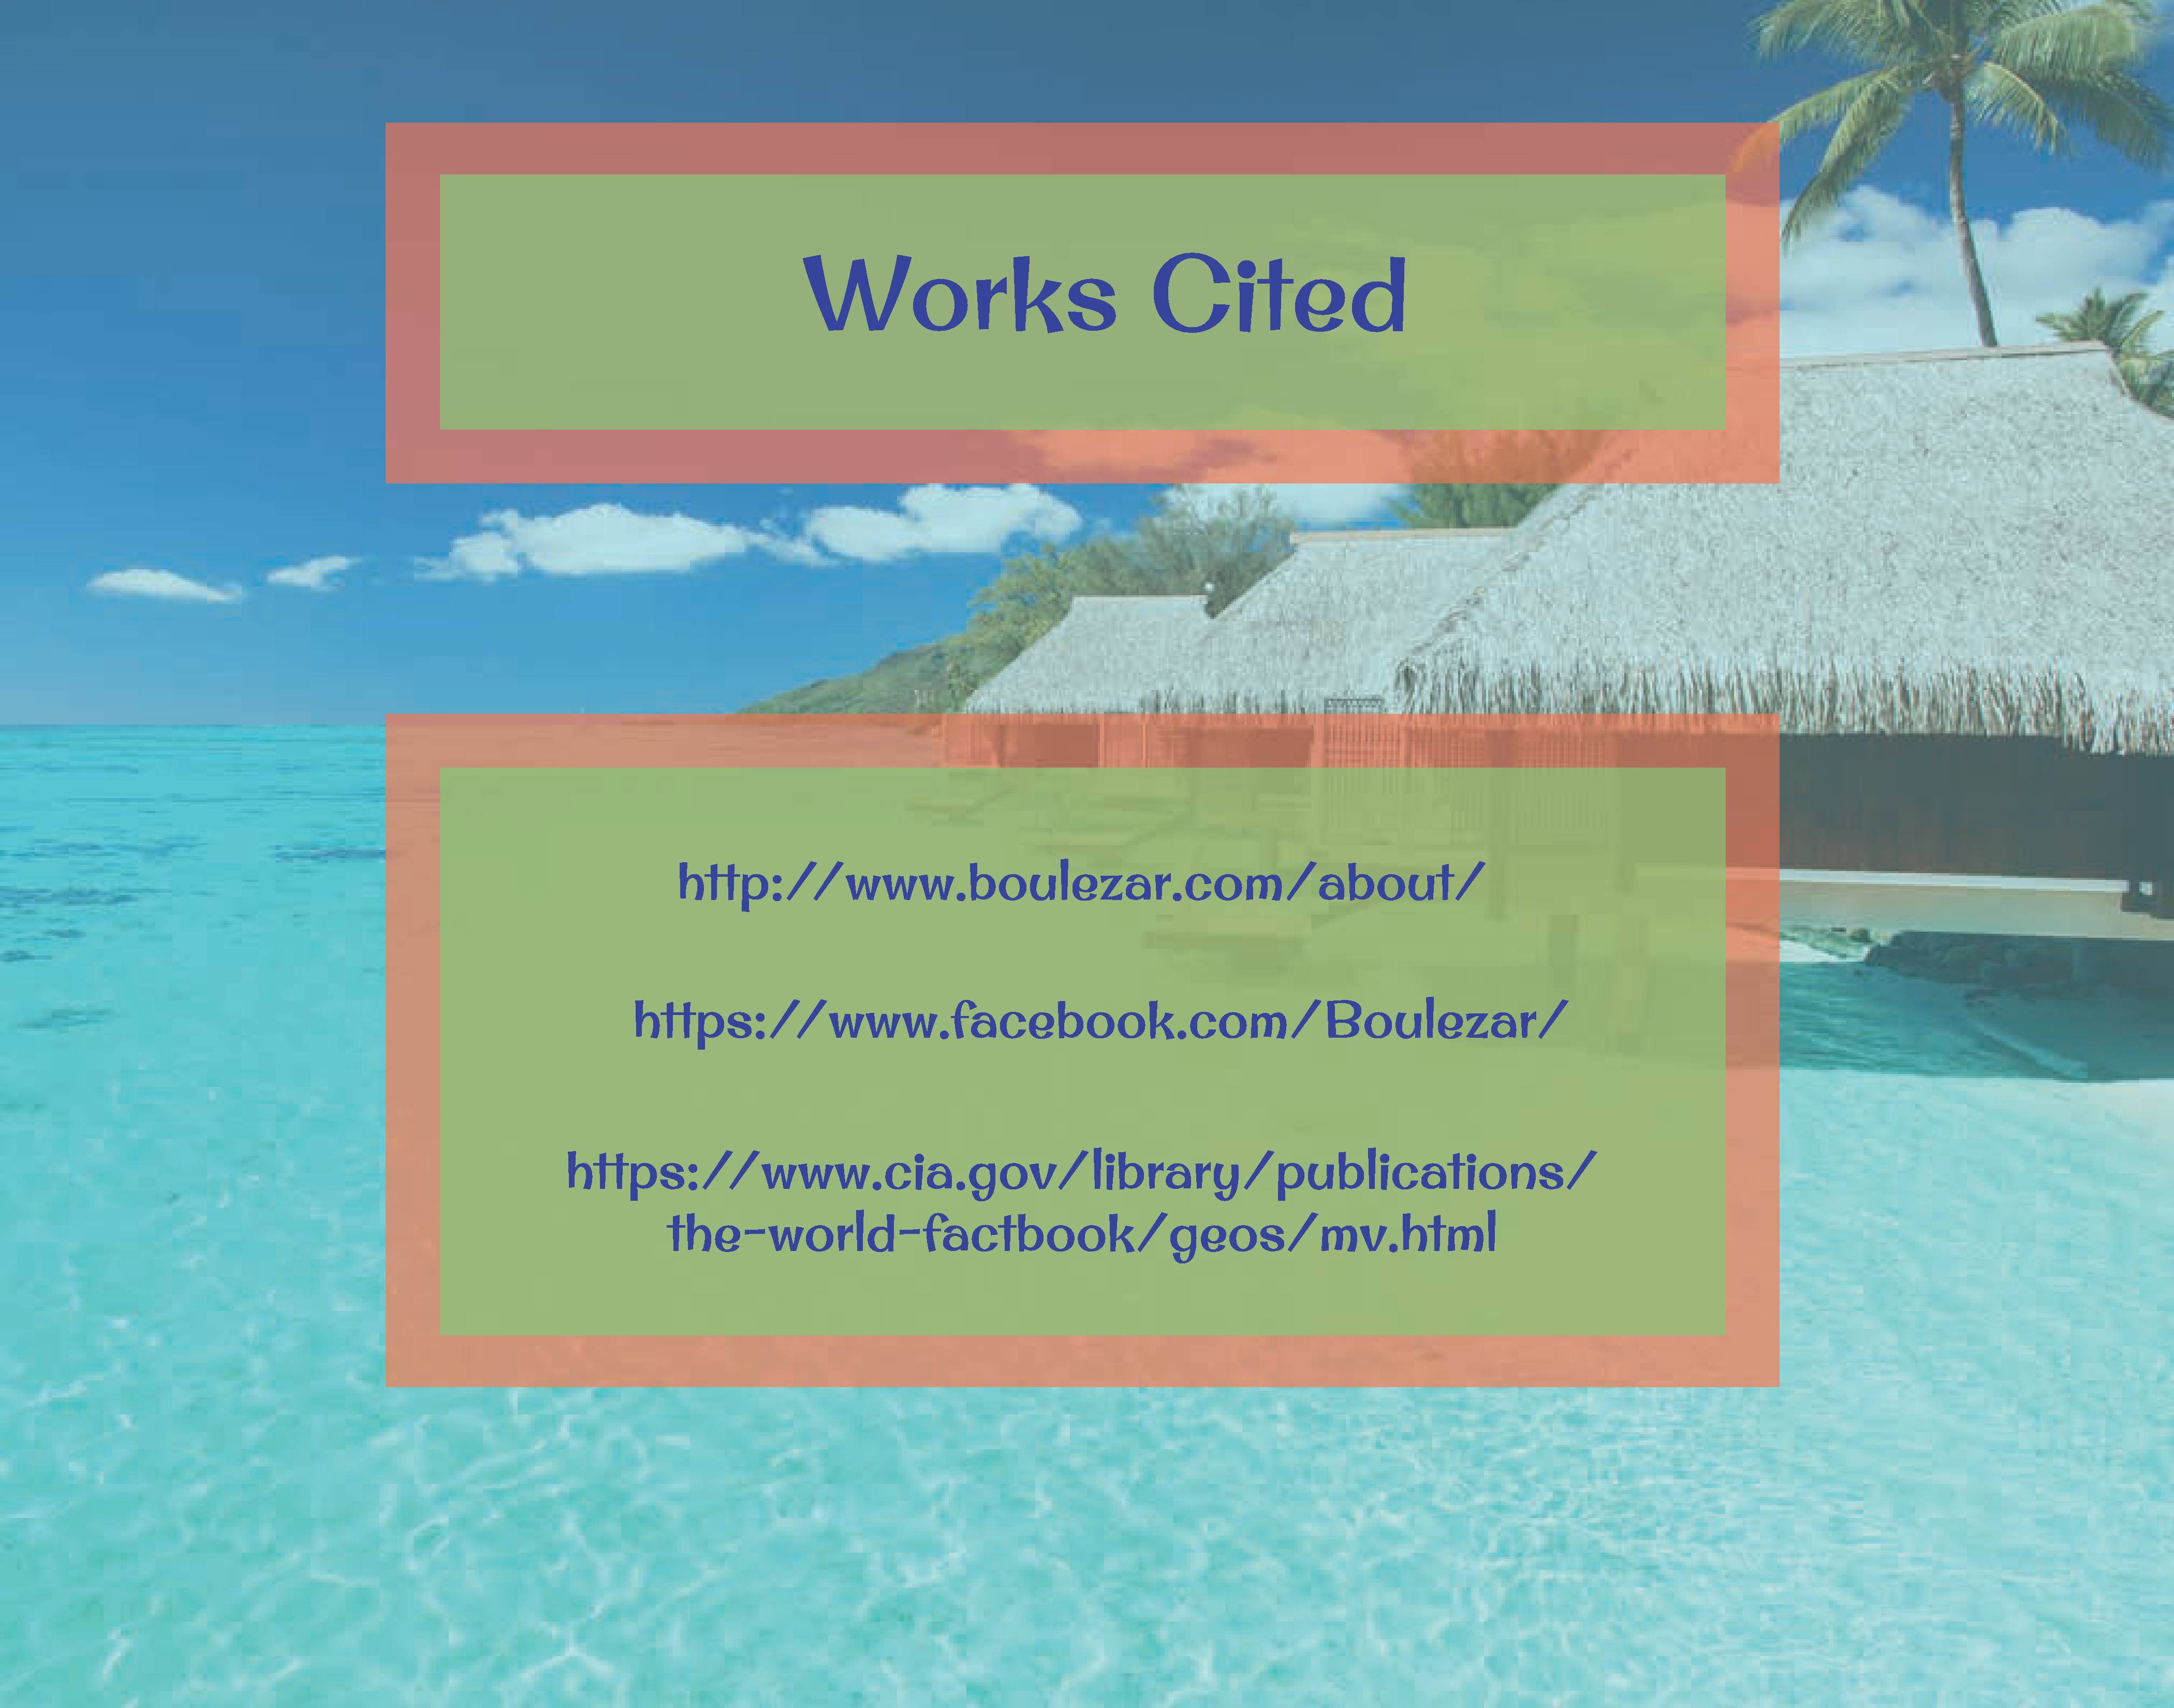 Works Cited
http://www.boulezar.com/about/
https://www.facebook.com/Boulezar/
https://www.cia.gov/library/publications/
the-world-factbook/geos/mv.html